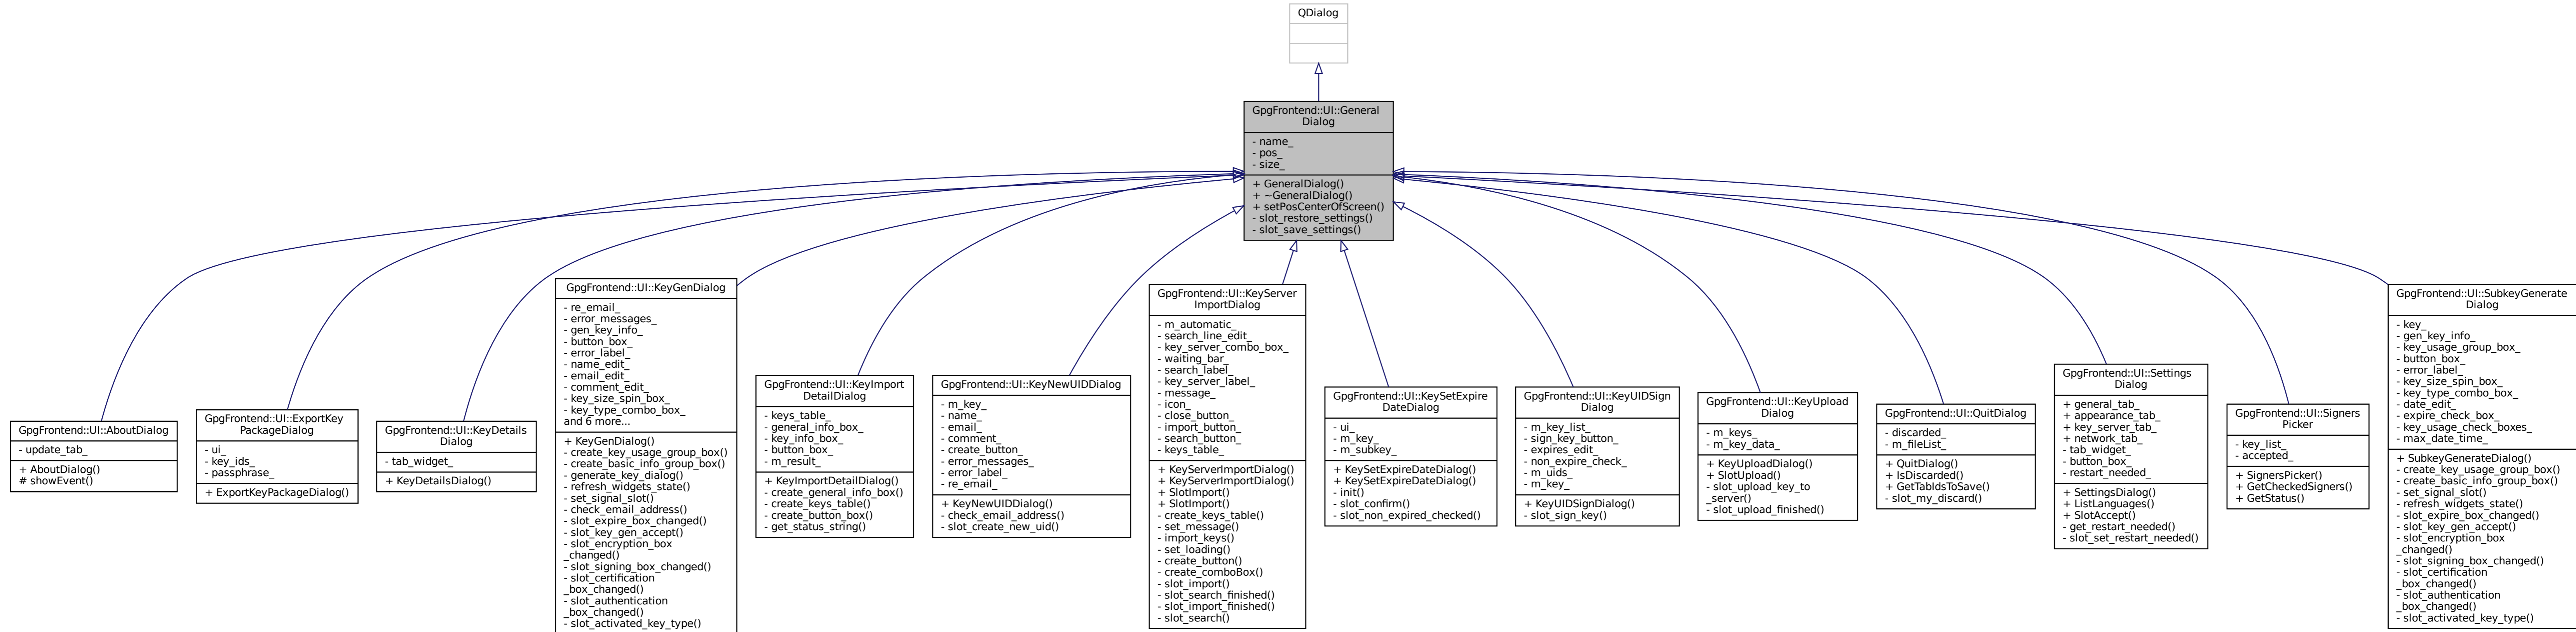 QDialog
GpgFrontend::UI::General
Dialog
- name_
- pos_
- size_
+ GeneralDialog()
+ ~GeneralDialog()
+ setPosCenterOfScreen()
- slot_restore_settings()
- slot_save_settings()
GpgFrontend::UI::AboutDialog
- update_tab_
+ AboutDialog()
# showEvent()
GpgFrontend::UI::ExportKey
PackageDialog
- ui_
- key_ids_
- passphrase_
+ ExportKeyPackageDialog()
GpgFrontend::UI::KeyDetails
Dialog
- tab_widget_
+ KeyDetailsDialog()
GpgFrontend::UI::KeyGenDialog
- re_email_
- error_messages_
- gen_key_info_
- button_box_
- error_label_
- name_edit_
- email_edit_
- comment_edit_
- key_size_spin_box_
- key_type_combo_box_
and 6 more...
+ KeyGenDialog()
- create_key_usage_group_box()
- create_basic_info_group_box()
- generate_key_dialog()
- refresh_widgets_state()
- set_signal_slot()
- check_email_address()
- slot_expire_box_changed()
- slot_key_gen_accept()
- slot_encryption_box
_changed()
- slot_signing_box_changed()
- slot_certification
_box_changed()
- slot_authentication
_box_changed()
- slot_activated_key_type()
GpgFrontend::UI::KeyImport
DetailDialog
- keys_table_
- general_info_box_
- key_info_box_
- button_box_
- m_result_
+ KeyImportDetailDialog()
- create_general_info_box()
- create_keys_table()
- create_button_box()
- get_status_string()
GpgFrontend::UI::KeyNewUIDDialog
- m_key_
- name_
- email_
- comment_
- create_button_
- error_messages_
- error_label_
- re_email_
+ KeyNewUIDDialog()
- check_email_address()
- slot_create_new_uid()
GpgFrontend::UI::KeyServer
ImportDialog
- m_automatic_
- search_line_edit_
- key_server_combo_box_
- waiting_bar_
- search_label_
- key_server_label_
- message_
- icon_
- close_button_
- import_button_
- search_button_
- keys_table_
+ KeyServerImportDialog()
+ KeyServerImportDialog()
+ SlotImport()
+ SlotImport()
- create_keys_table()
- set_message()
- import_keys()
- set_loading()
- create_button()
- create_comboBox()
- slot_import()
- slot_search_finished()
- slot_import_finished()
- slot_search()
GpgFrontend::UI::KeySetExpire
DateDialog
- ui_
- m_key_
- m_subkey_
+ KeySetExpireDateDialog()
+ KeySetExpireDateDialog()
- init()
- slot_confirm()
- slot_non_expired_checked()
GpgFrontend::UI::KeyUIDSign
Dialog
- m_key_list_
- sign_key_button_
- expires_edit_
- non_expire_check_
- m_uids_
- m_key_
+ KeyUIDSignDialog()
- slot_sign_key()
GpgFrontend::UI::KeyUpload
Dialog
- m_keys_
- m_key_data_
+ KeyUploadDialog()
+ SlotUpload()
- slot_upload_key_to
_server()
- slot_upload_finished()
GpgFrontend::UI::QuitDialog
- discarded_
- m_fileList_
+ QuitDialog()
+ IsDiscarded()
+ GetTabIdsToSave()
- slot_my_discard()
GpgFrontend::UI::Settings
Dialog
+ general_tab_
+ appearance_tab_
+ key_server_tab_
+ network_tab_
- tab_widget_
- button_box_
- restart_needed_
+ SettingsDialog()
+ ListLanguages()
+ SlotAccept()
- get_restart_needed()
- slot_set_restart_needed()
GpgFrontend::UI::Signers
Picker
- key_list_
- accepted_
+ SignersPicker()
+ GetCheckedSigners()
+ GetStatus()
GpgFrontend::UI::SubkeyGenerate
Dialog
- key_
- gen_key_info_
- key_usage_group_box_
- button_box_
- error_label_
- key_size_spin_box_
- key_type_combo_box_
- date_edit_
- expire_check_box_
- key_usage_check_boxes_
- max_date_time_
+ SubkeyGenerateDialog()
- create_key_usage_group_box()
- create_basic_info_group_box()
- set_signal_slot()
- refresh_widgets_state()
- slot_expire_box_changed()
- slot_key_gen_accept()
- slot_encryption_box
_changed()
- slot_signing_box_changed()
- slot_certification
_box_changed()
- slot_authentication
_box_changed()
- slot_activated_key_type()